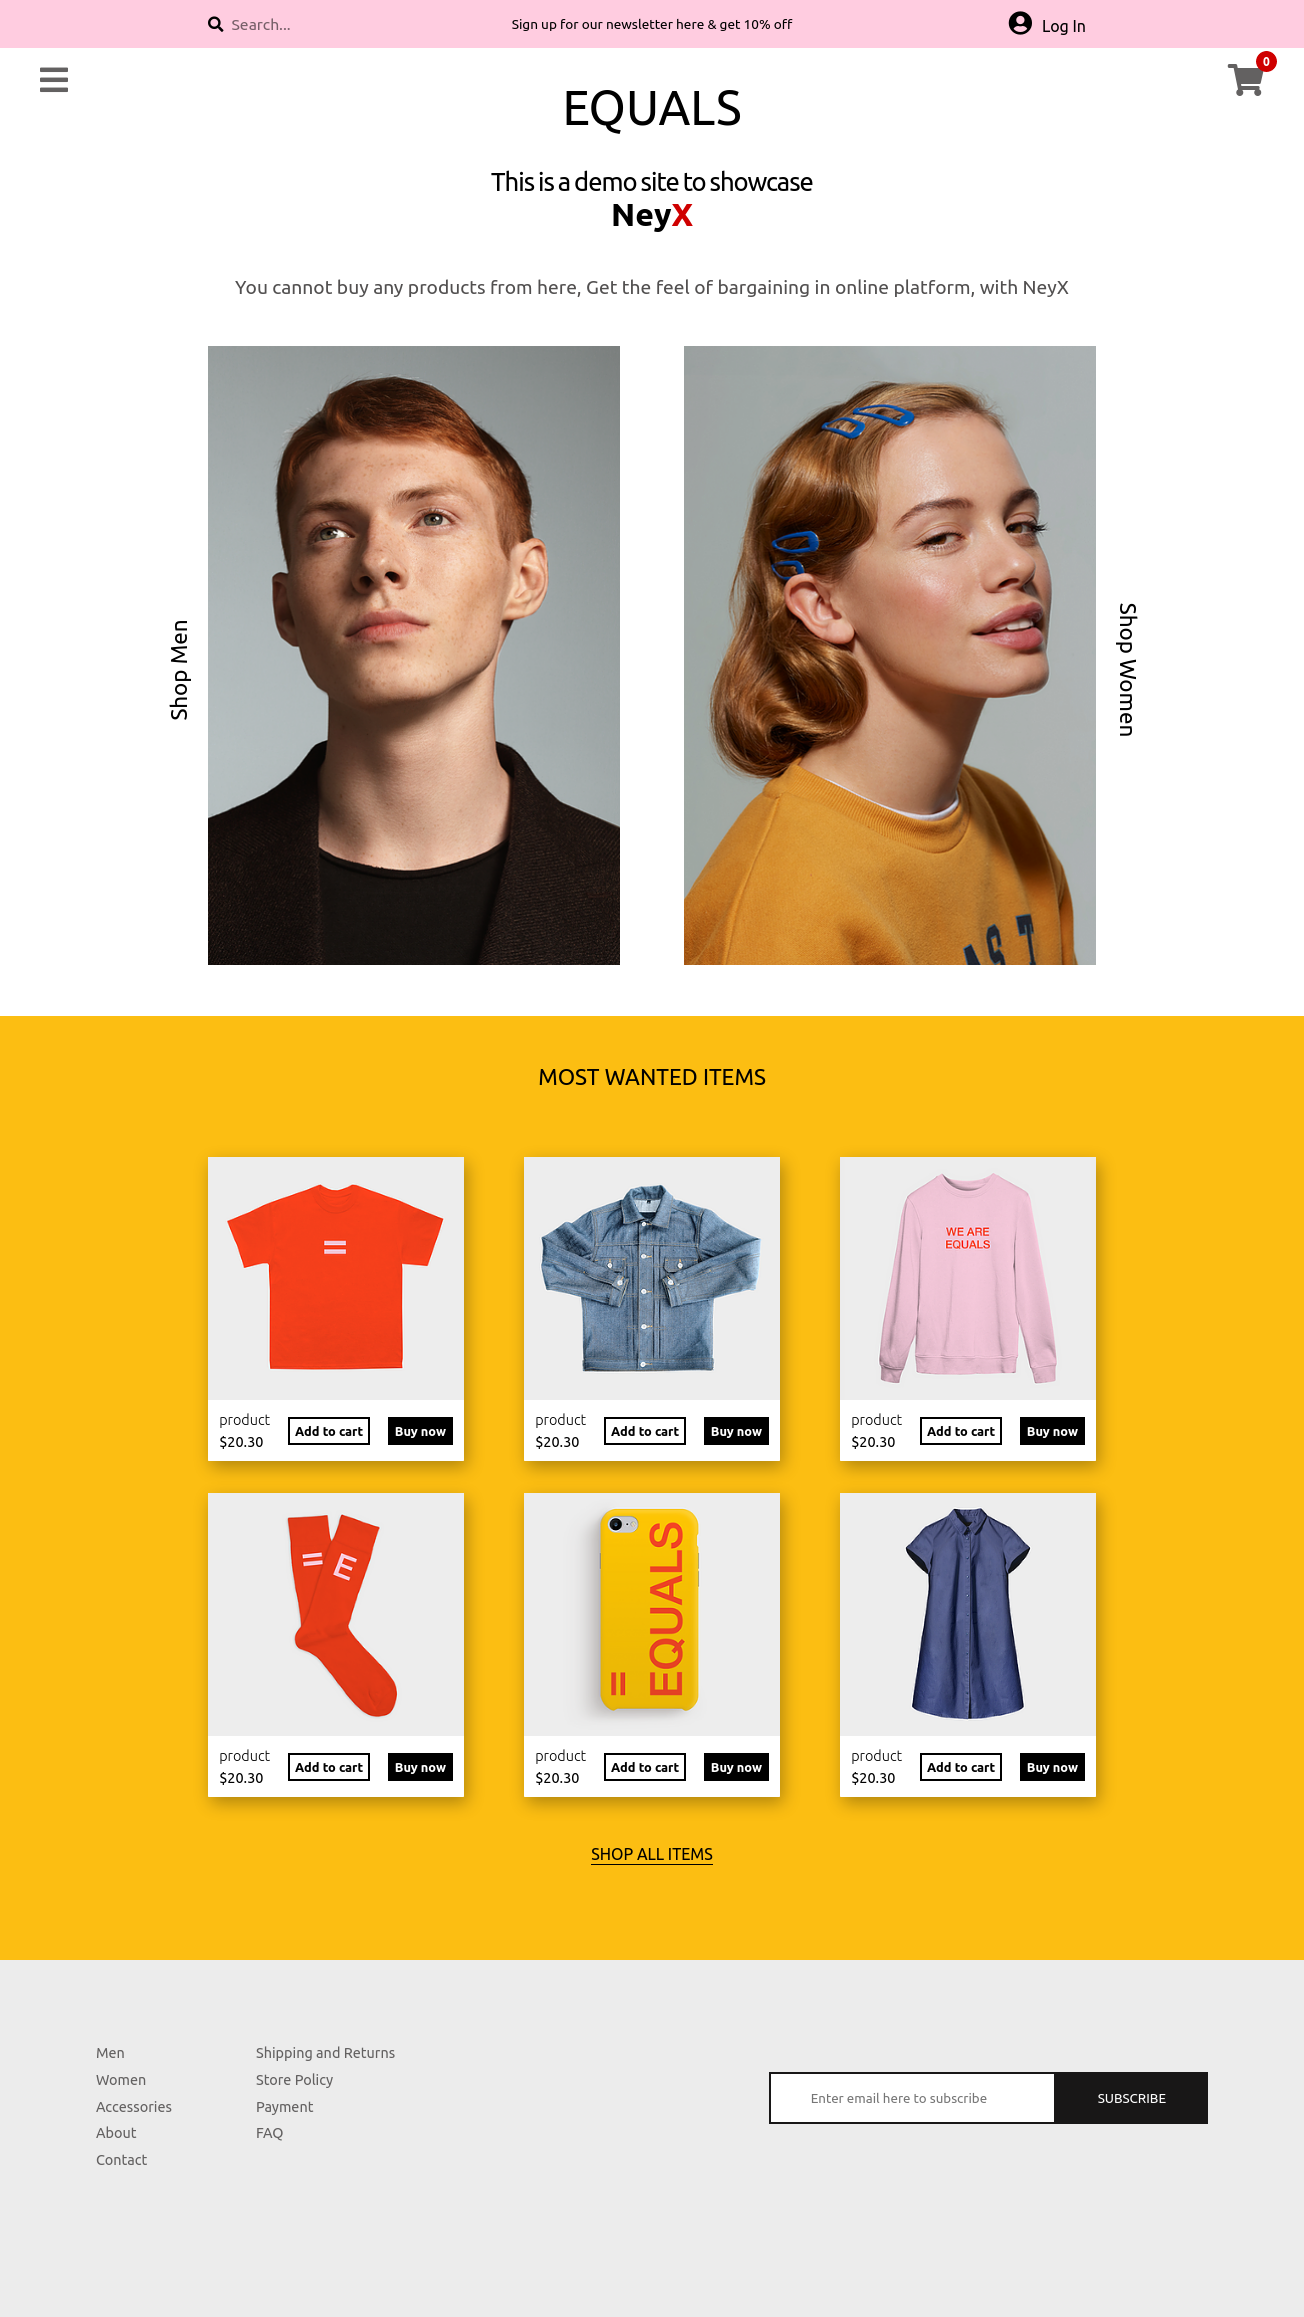 Search...
Sign up for our newsletter here & get 10% off
Log In
0
EQUALS
This is a demo site to showcase
NeyX
You cannot buy any products from here, Get the feel of bargaining in online platform, with NeyX
Shop Men
Shop Women
AS T
MOST WANTED ITEMS
=
WE ARE
EQUALS
product
$20.30
Add to cart
Buy now
product
$20.30
Add to cart
Buy now
product
$20.30
Add to cart
Buy now
= E
= EQUALS
product
$20.30
Add to cart
Buy now
product
$20.30
Add to cart
Buy now
product
$20.30
Add to cart
Buy now
SHOP ALL ITEMS
Men
Women
Accessories
About
Contact
Shipping and Returns
Store Policy
Payment
FAQ
Enter email here to subscribe
SUBSCRIBE